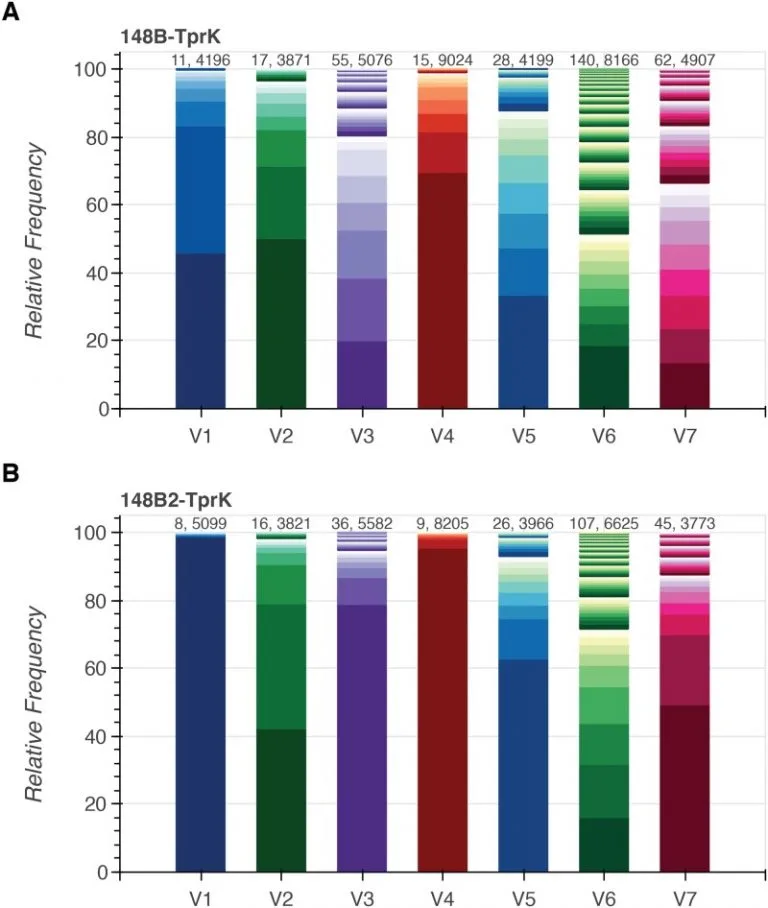 A
148B-TprK
11, 4196 17, 3871 55, 5076 15, 9024 28, 4199 140, 8166 62, 4907
100
80
60
40
20
0
Relative Frequency
V1 V2 V3 V4 V5 V6 V7
B
148B2-TprK
8, 5099 16, 3821 36, 5582 9, 8205 26, 3966 107, 6625 45, 3773
100
80
60
40
20
0
Relative Frequency
V1 V2 V3 V4 V5 V6 V7